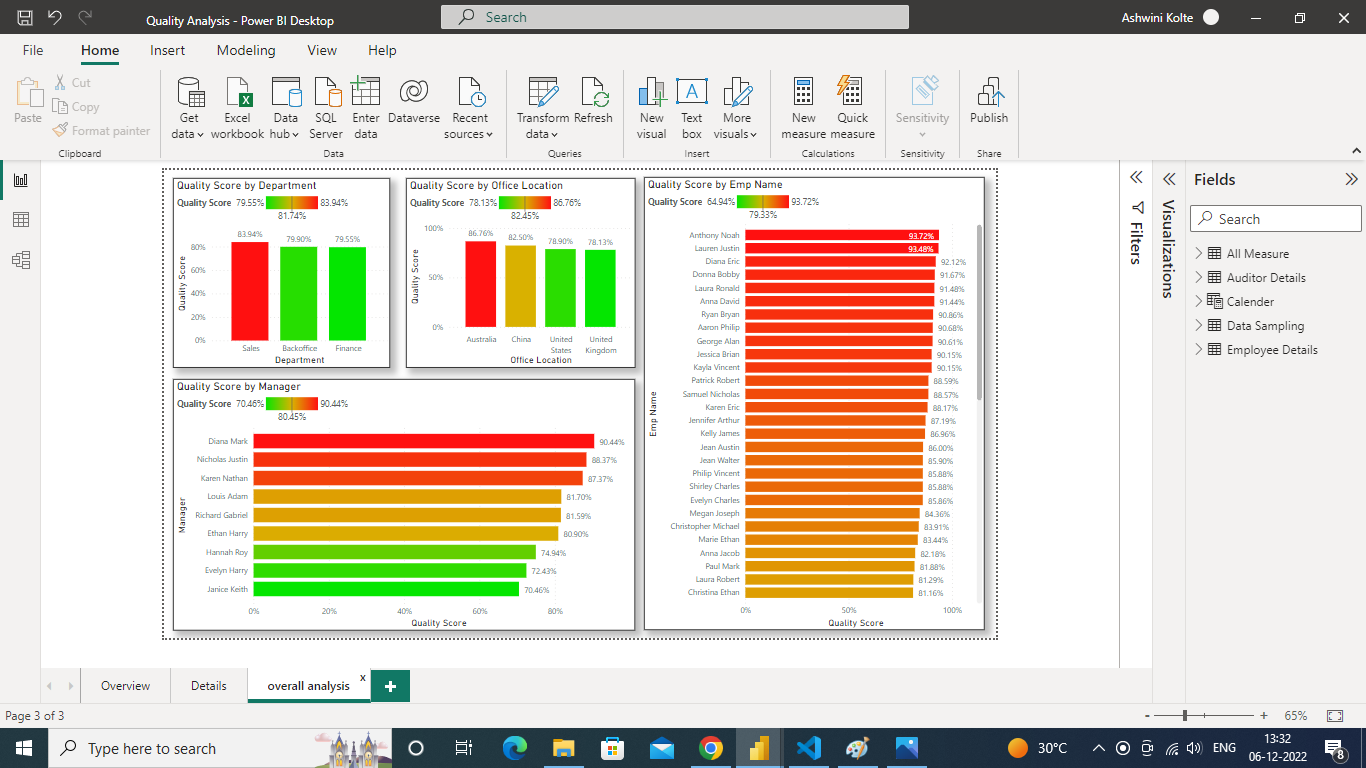 Quality Analysis - Power BI Desktop
Search
Ashwini Kolte
File Home Insert Modeling View Help
Paste
Cut
Copy
Format painter
Clipboard
Get data
Excel workbook
Data hub
SQL Server
Enter data
Dataverse
Recent sources
Data
Transform data
Refresh
Queries
New visual
Text box
More visuals
Insert
New measure
Quick measure
Calculations
Sensitivity
Sensitivity
Publish
Share
Quality Score by Department
Quality Score 79.55% 83.94%
81.74%
83.94% 79.90% 79.55%
80%
60%
40%
20%
0%
Quality Score
Sales Backoffice Finance
Department
Quality Score by Office Location
Quality Score 78.13% 86.76%
82.45%
86.76% 82.50% 78.90% 78.13%
100%
50%
0%
Quality Score
Australia China United States United Kingdom
Office Location
Quality Score by Manager
Quality Score 70.46% 90.44%
80.45%
Manager
Diana Mark 90.44%
Nicholas Justin 88.37%
Karen Nathan 87.37%
Louis Adam 81.70%
Richard Gabriel 81.59%
Ethan Harry 80.90%
Hannah Roy 74.94%
Evelyn Harry 72.43%
Janice Keith 70.46%
0% 20% 40% 60% 80%
Quality Score
Quality Score by Emp Name
Quality Score 64.94% 93.72%
79.33%
Emp Name
Anthony Noah 93.72%
Lauren Justin 93.48%
Diana Eric 92.12%
Donna Bobby 91.67%
Laura Ronald 91.48%
Anna David 91.44%
Ryan Bryan 90.86%
Aaron Philip 90.68%
George Alan 90.61%
Jessica Brian 90.15%
Kayla Vincent 90.15%
Patrick Robert 88.59%
Samuel Nicholas 88.57%
Karen Eric 88.17%
Jennifer Arthur 87.19%
Kelly James 86.96%
Jean Austin 86.00%
Jean Walter 85.90%
Philip Vincent 85.88%
Shirley Charles 85.88%
Evelyn Charles 85.86%
Megan Joseph 84.36%
Christopher Michael 83.91%
Marie Ethan 83.44%
Anna Jacob 82.18%
Paul Mark 81.88%
Laura Robert 81.29%
Christina Ethan 81.16%
0% 50% 100%
Quality Score
Filters
Visualizations
Fields
Search
All Measure
Auditor Details
Calender
Data Sampling
Employee Details
Overview Details overall analysis x +
Page 3 of 3
- + 65%
Type here to search
30°C
ENG
13:32
06-12-2022
8